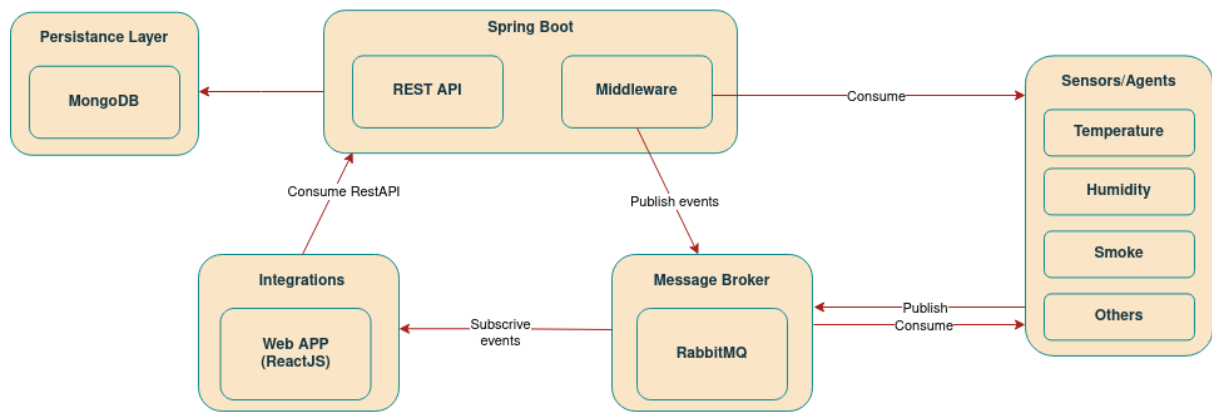 Spring Boot
Persistance Layer
REST API
Middleware
MongoDB
Consume
Sensors/Agents
Temperature
Humidity
Smoke
Others
Consume RestAPI
Publish events
Integrations
Web APP
(ReactJS)
Subscrive
events
Message Broker
RabbitMQ
Publish
Consume